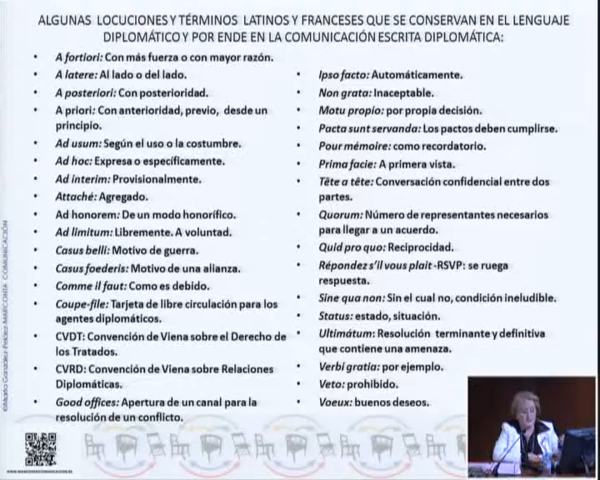 ALGUNAS LOCUCIONES Y TÉRMINOS LATINOS Y FRANCESES QUE SE CONSERVAN EN EL LENGUAJE
DIPLOMÁTICO Y POR ENDE EN LA COMUNICACIÓN ESCRITA DIPLOMÁTICA:
• A fortiori: Con más fuerza o con mayor razón.
• A latere: Al lado o del lado.
• A posteriori: Con posterioridad.
• A priori: Con anterioridad, previo, desde un
principio.
• Ad usum: Según el uso o la costumbre.
• Ad hoc: Expresa o específicamente.
• Ad interim: Provisionalmente.
• Attaché: Agregado.
• Ad honorem: De un modo honorífico.
• Ad limitum: Libremente. A voluntad.
• Casus belli: Motivo de guerra.
• Casus foederis: Motivo de una alianza.
• Comme il faut: Como es debido.
• Coupe-file: Tarjeta de libre circulación para los
agentes diplomáticos.
• CVDT: Convención de Viena sobre el Derecho de
los Tratados.
• CVRD: Convención de Viena sobre Relaciones
Diplomáticas.
• Good offices: Apertura de un canal para la
resolución de un conflicto.
• Ipso facto: Automáticamente.
• Non grata: Inaceptable.
• Motu propio: por propia decisión.
• Pacta sunt servanda: Los pactos deben cumplirse.
• Pour mémoire: como recordatorio.
• Prima facie: A primera vista.
• Tête a tête: Conversación confidencial entre dos
partes.
• Quorum: Número de representantes necesarios
para llegar a un acuerdo.
• Quid pro quo: Reciprocidad.
• Répondez s'il vous plait -RSVP: se ruega
respuesta.
• Sine qua non: Sin el cual no, condición ineludible.
• Status: estado, situación.
• Ultimátum: Resolución terminante y definitiva
que contiene una amenaza.
• Verbi gratia: por ejemplo.
• Veto: prohibido.
• Voeux: buenos deseos.
©María González-Peláez-MARCONDA COMUNICACIÓN